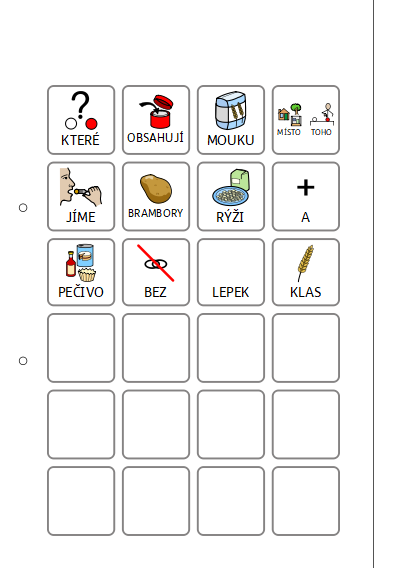 KTERÉ OBSAHUJÍ MOUKU MÍSTO TOHO
JÍME BRAMBORY RÝŽI A
PEČIVO BEZ LEPEK KLAS